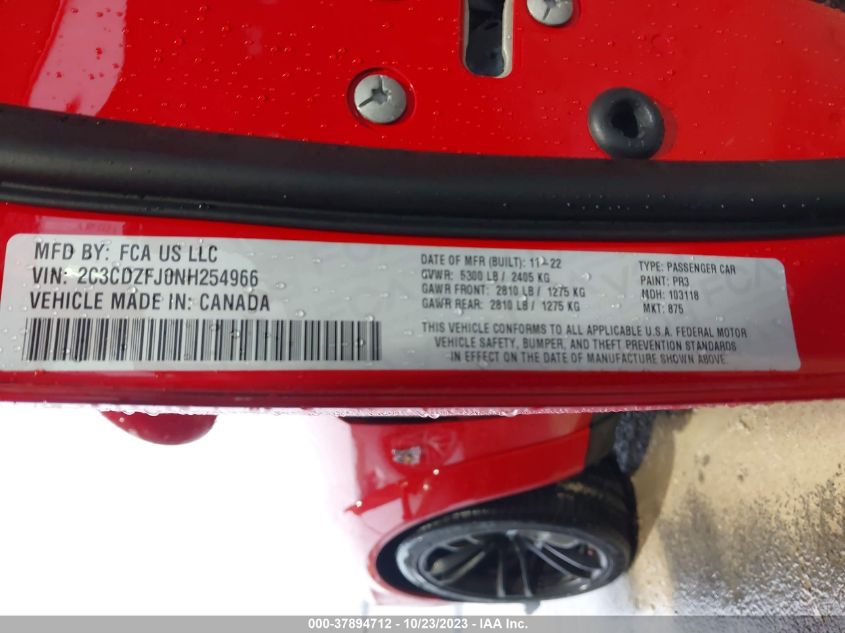 MFD BY: FCA US LLC
VIN: 2C3CDZFJ0NH254966
VEHICLE MADE IN: CANADA
DATE OF MFR (BUILT): 11-22
GVWR: 5300 LB / 2405 KG
GAWR FRONT: 2810 LB / 1275 KG
GAWR REAR: 2810 LB / 1275 KG
TYPE: PASSENGER CAR
PAINT: PR3
MDH: 103118
MKT: 875
THIS VEHICLE CONFORMS TO ALL APPLICABLE U.S.A. FEDERAL MOTOR
VEHICLE SAFETY, BUMPER, AND THEFT PREVENTION STANDARDS
IN EFFECT ON THE DATE OF MANUFACTURE SHOWN ABOVE.
000-37894712 - 10/23/2023 - IAA Inc.